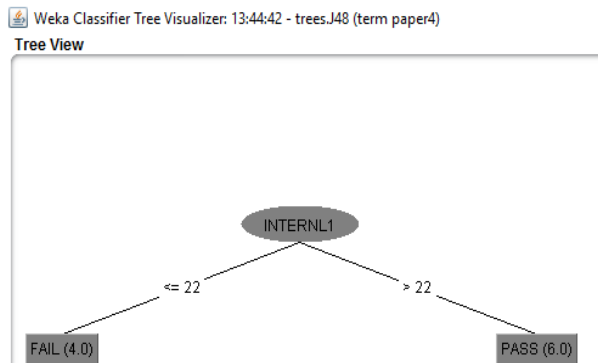 Weka Classifier Tree Visualizer: 13:44:42 - trees.J48 (term paper4)
Tree View
INTERNL1
<= 22
> 22
FAIL (4.0)
PASS (6.0)